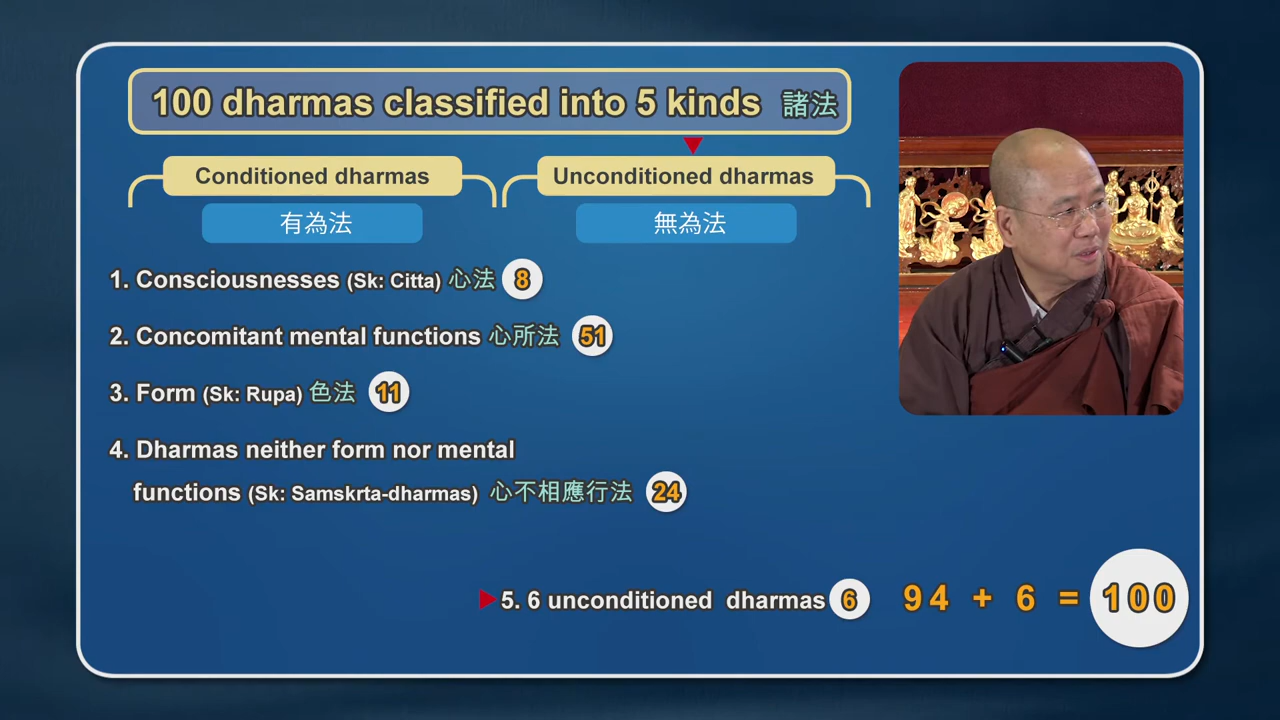 100 dharmas classified into 5 kinds 諸法
Conditioned dharmas
Unconditioned dharmas
有為法
無為法
1. Consciousnesses (Sk: Citta) 心法 8
2. Concomitant mental functions 心所法 51
3. Form (Sk: Rupa) 色法 11
4. Dharmas neither form nor mental
functions (Sk: Samskrta-dharmas) 心不相應行法 24
5. 6 unconditioned dharmas 6 94 + 6 = 100